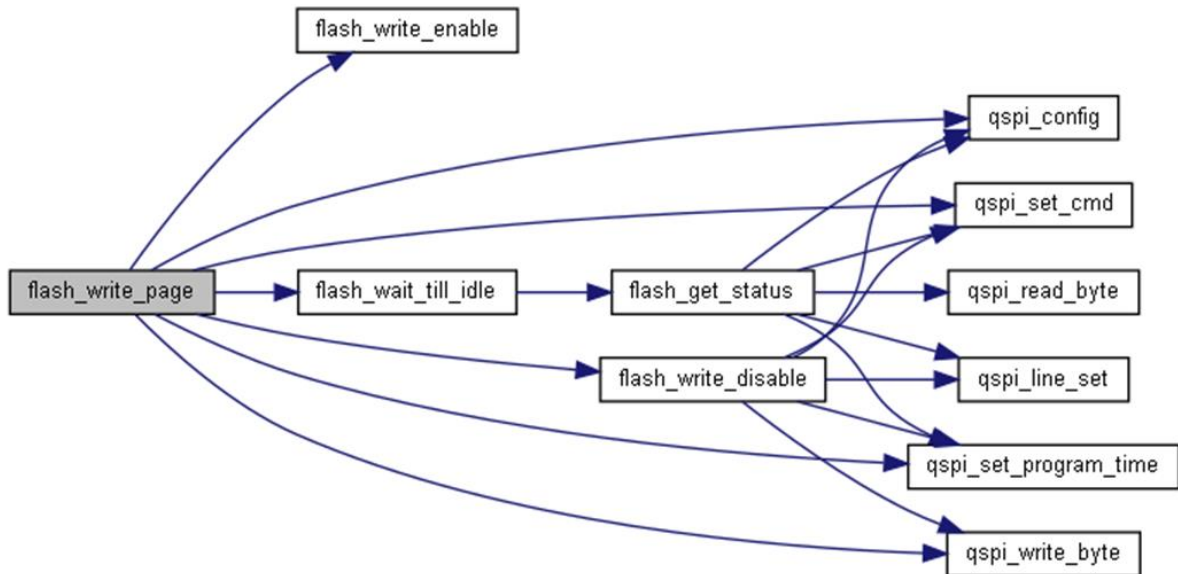 flash_write_enable
qspi_config
qspi_set_cmd
flash_write_page
flash_wait_till_idle
flash_get_status
qspi_read_byte
flash_write_disable
qspi_line_set
qspi_set_program_time
qspi_write_byte